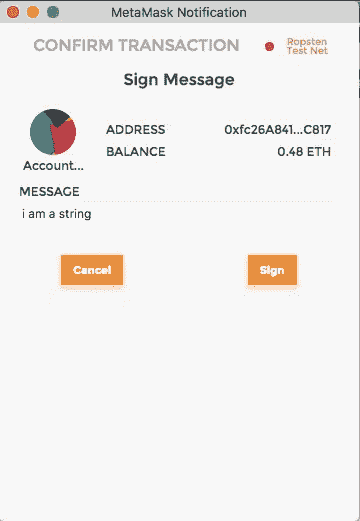 MetaMask Notification
CONFIRM TRANSACTION
Ropsten
Test Net
Sign Message
ADDRESS 0xfc26A841...C817
BALANCE 0.48 ETH
Account...
MESSAGE
i am a string
Cancel Sign